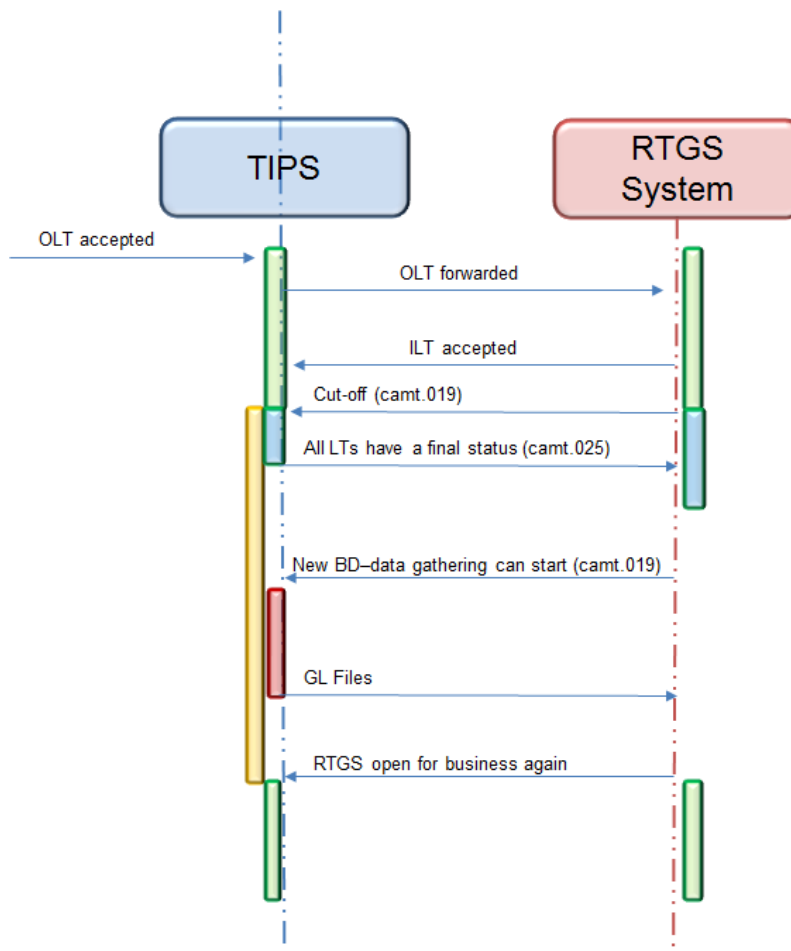 TIPS
RTGS
System
OLT accepted
OLT forwarded
ILT accepted
Cut-off (camt.019)
All LTs have a final status (camt.025)
New BD–data gathering can start (camt.019)
GL Files
RTGS open for business again